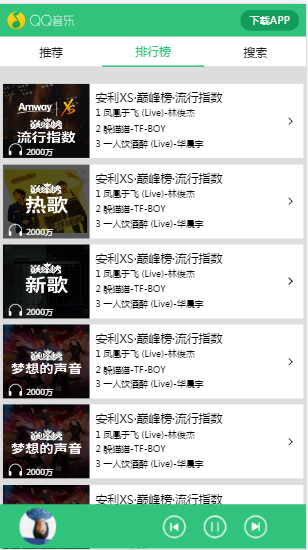 QQ音乐
下载APP
推荐 排行榜 搜索
Amway XS
巅峰榜
流行指数
2000万
安利XS·巅峰榜·流行指数
1 凤凰于飞 (Live)-林俊杰
2 躲猫猫-TF-BOY
3 一人饮酒醉 (Live)-华晨宇
巅峰榜
热歌
2000万
安利XS·巅峰榜·流行指数
1 凤凰于飞 (Live)-林俊杰
2 躲猫猫-TF-BOY
3 一人饮酒醉 (Live)-华晨宇
巅峰榜
新歌
2000万
安利XS·巅峰榜·流行指数
1 凤凰于飞 (Live)-林俊杰
2 躲猫猫-TF-BOY
3 一人饮酒醉 (Live)-华晨宇
巅峰榜
梦想的声音
2000万
安利XS·巅峰榜·流行指数
1 凤凰于飞 (Live)-林俊杰
2 躲猫猫-TF-BOY
3 一人饮酒醉 (Live)-华晨宇
巅峰榜
梦想的声音
2000万
安利XS·巅峰榜·流行指数
1 凤凰于飞 (Live)-林俊杰
2 躲猫猫-TF-BOY
3 一人饮酒醉 (Live)-华晨宇
安利XS·巅峰榜·流行指数